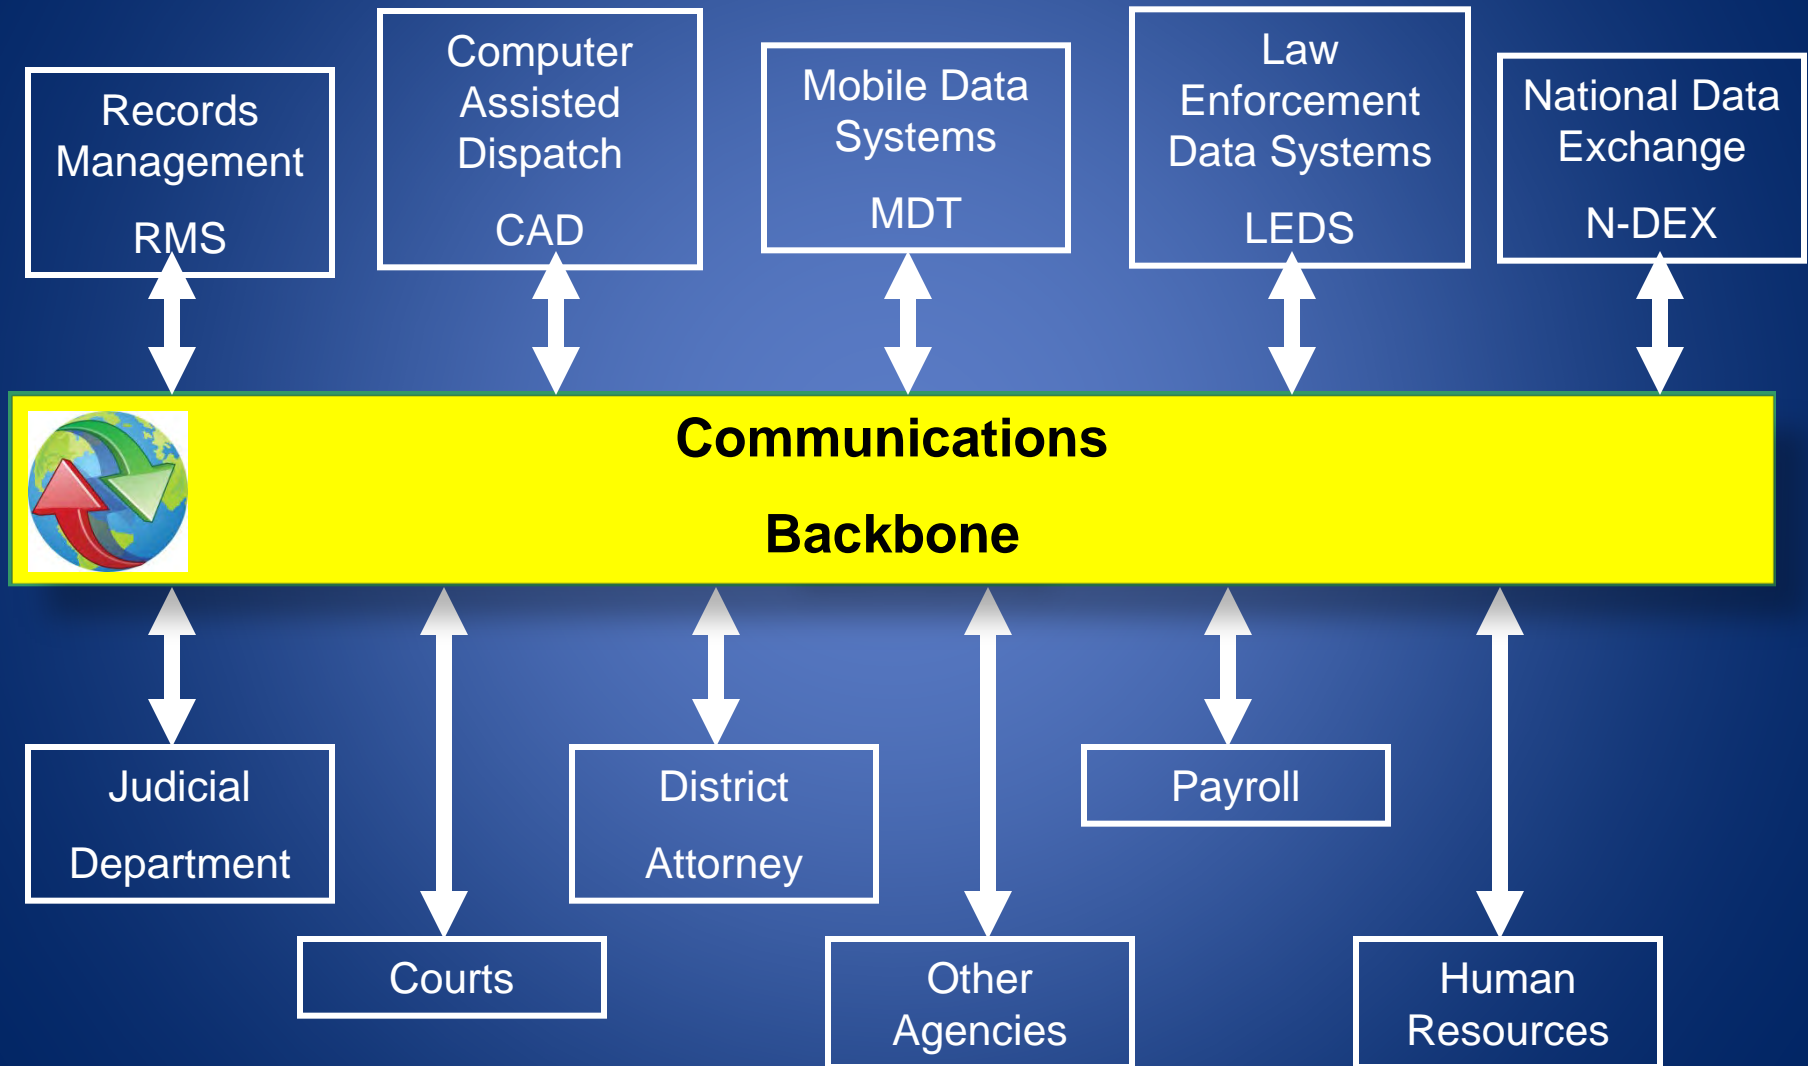 Records
Management
RMS
Computer
Assisted
Dispatch
CAD
Mobile Data
Systems
MDT
Law
Enforcement
Data Systems
LEDS
National Data
Exchange
N-DEX
Communications
Backbone
Judicial
Department
Courts
District
Attorney
Other
Agencies
Payroll
Human
Resources